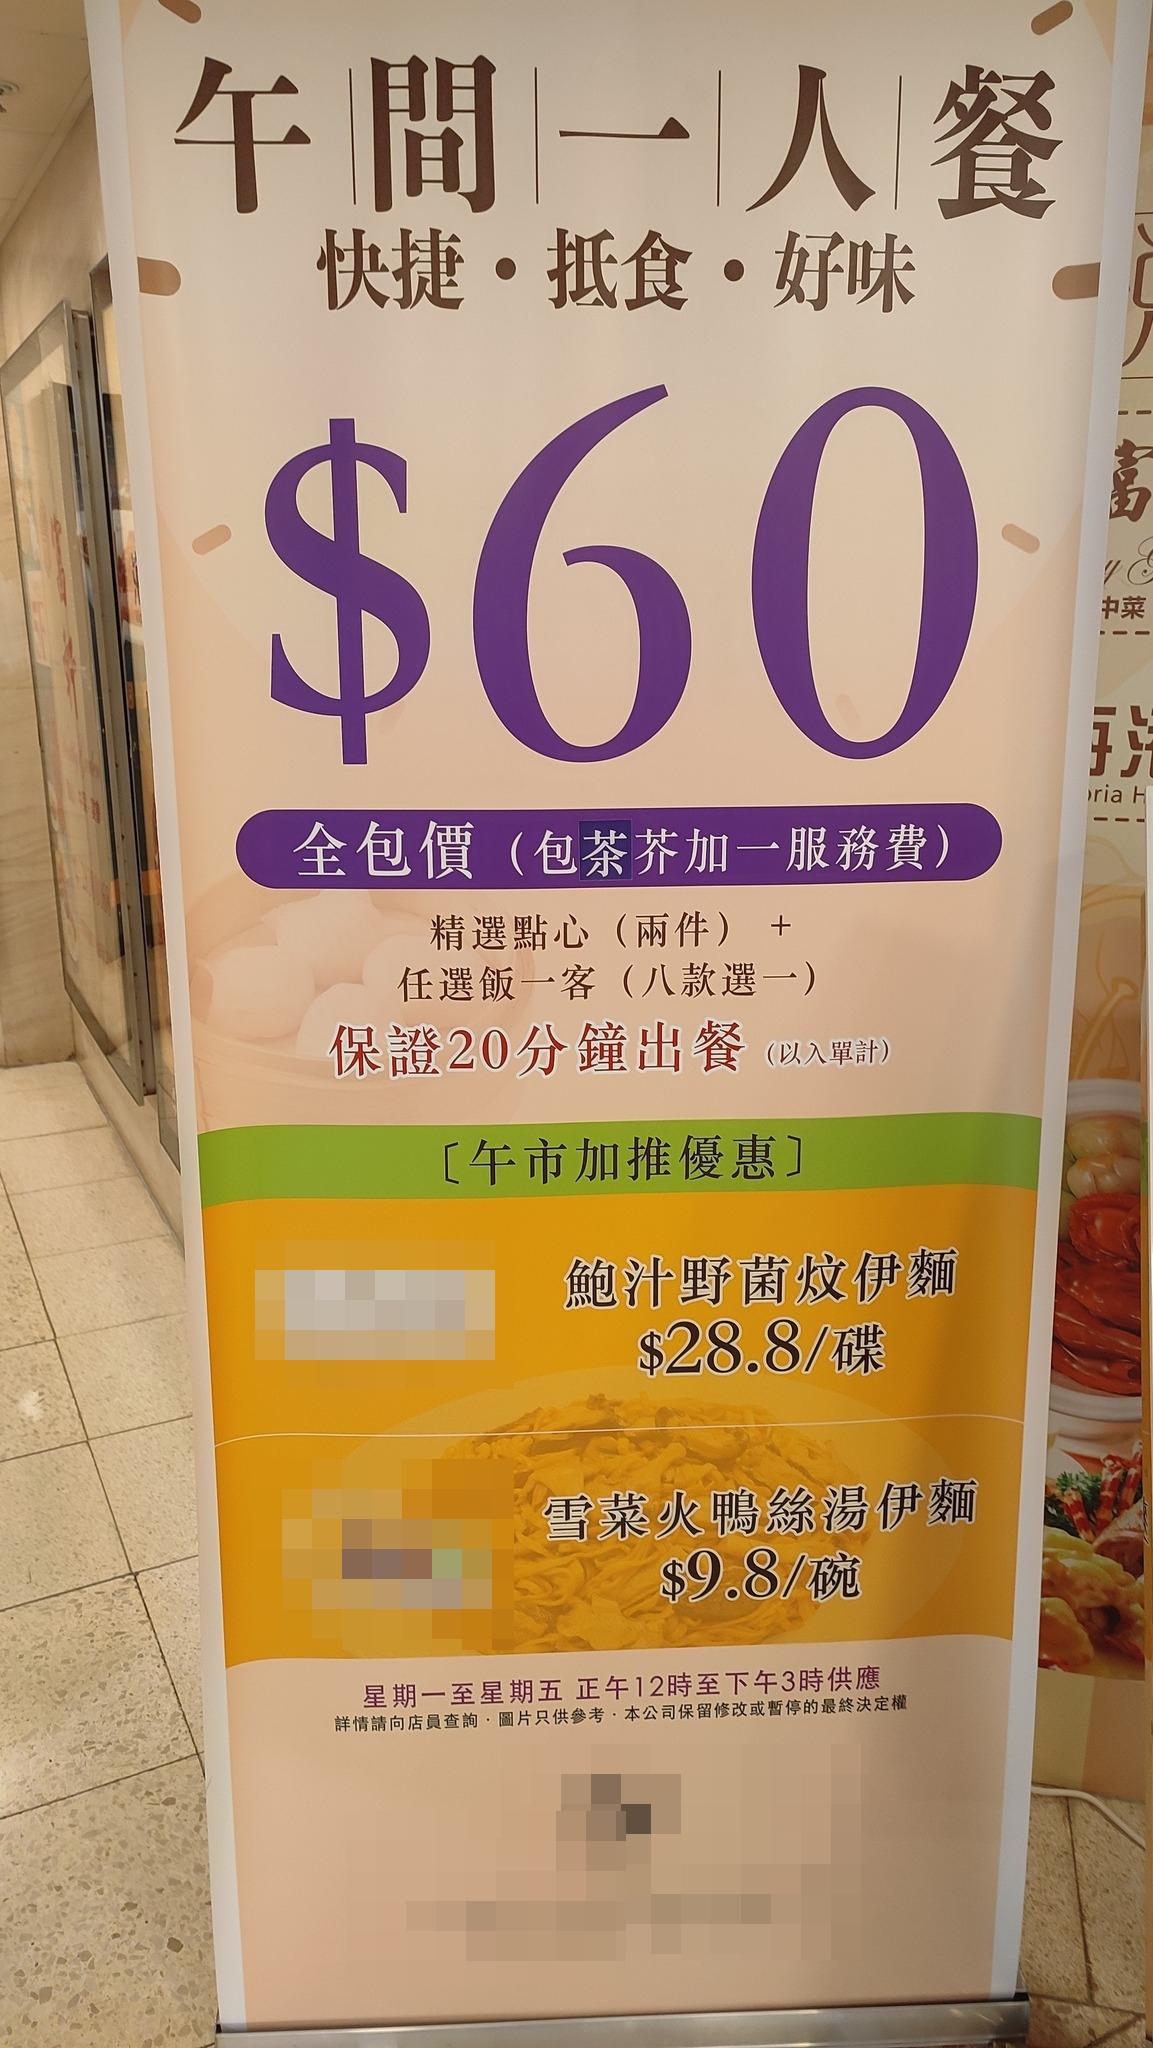 午間一人餐
快捷・抵食・好味
$60
全包價（包茶芥加一服務費）
精選點心（兩件） +
任選飯一客（八款選一）
保證20分鐘出餐（以入單計）
〔午市加推優惠〕
鮑汁野菌炆伊麵
$28.8/碟
雪菜火鴨絲湯伊麵
$9.8/碗
星期一至星期五 正午12時至下午3時供應
詳情請向店員查詢・圖片只供參考・本公司保留修改或暫停的最終決定權
富
中菜
海港
oria H